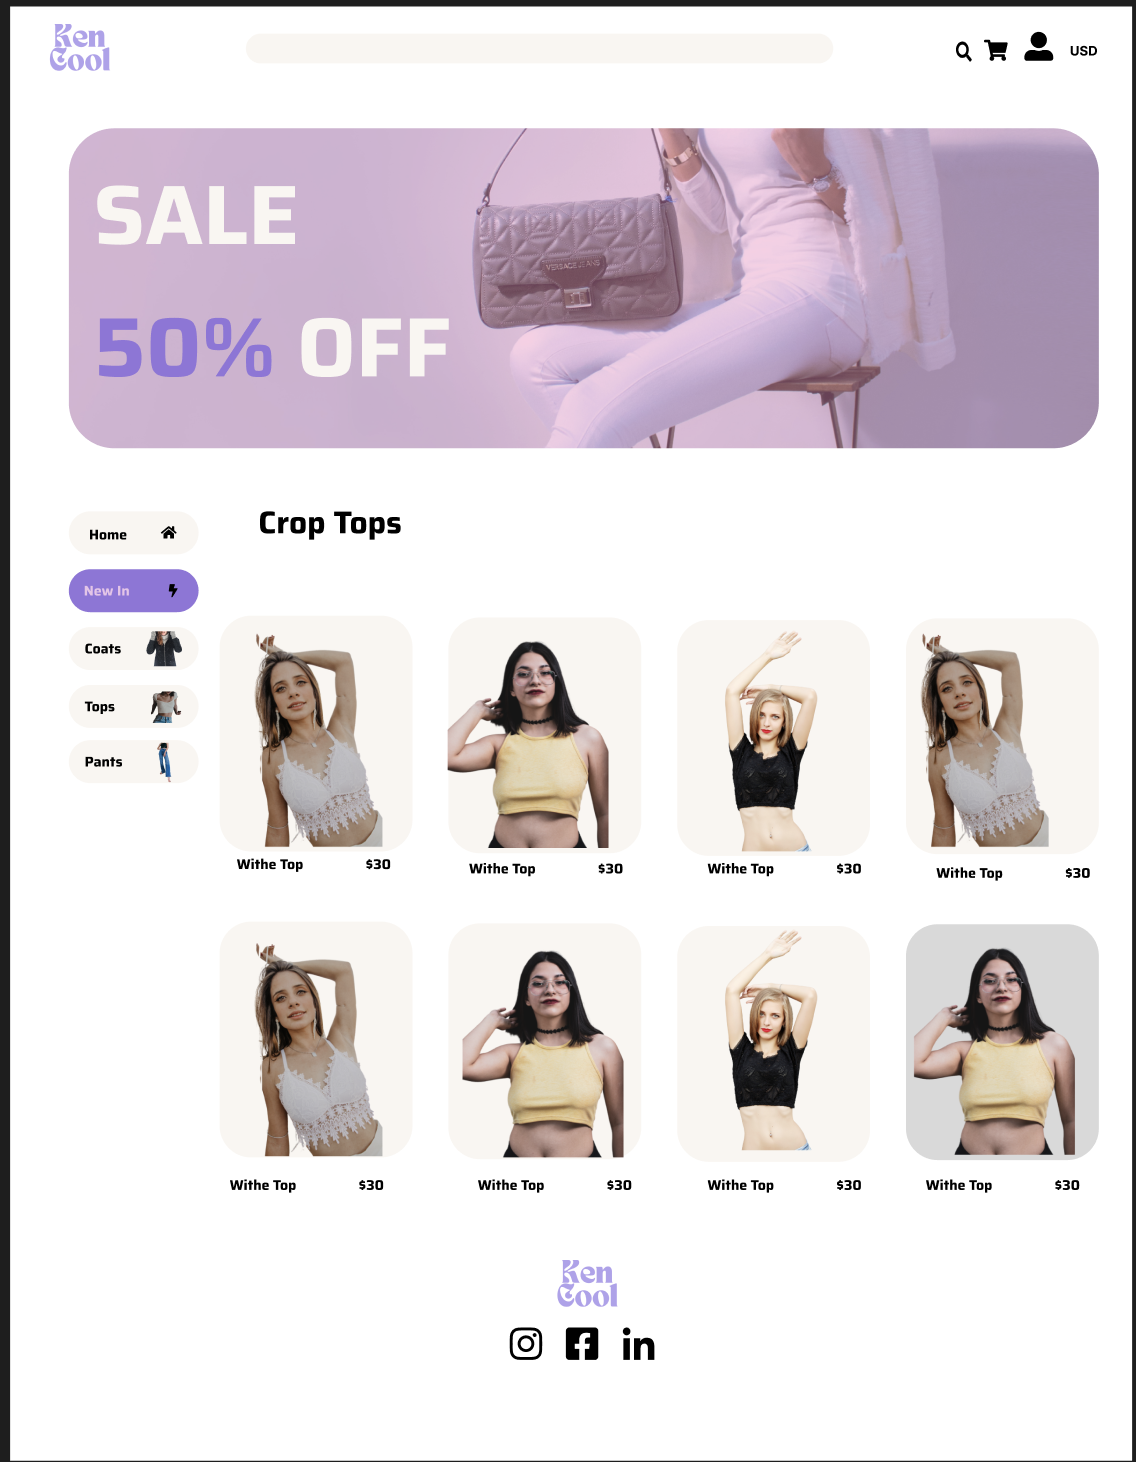 Ken
Cool
USD
SALE
VERSACE JEANS
50% OFF
Crop Tops
Home
New In
Coats
Tops
Pants
Withe Top $30
Withe Top $30
Withe Top $30
Withe Top $30
Withe Top $30
Withe Top $30
Withe Top $30
Withe Top $30
Ken
Cool